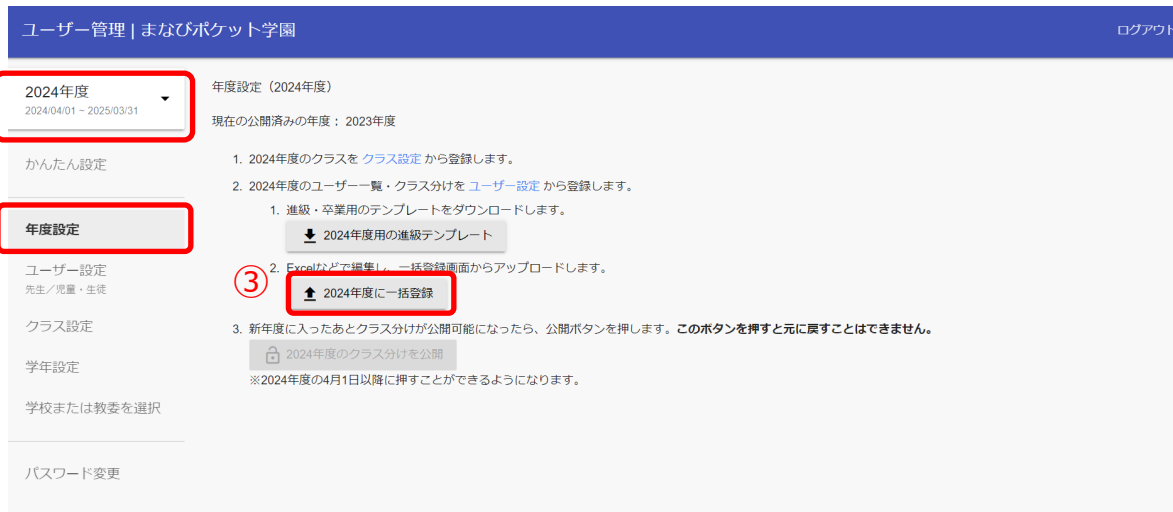 ユーザー管理 | まなびポケット学園
ログアウト
2024年度
2024/04/01 ~ 2025/03/31
かんたん設定
年度設定
ユーザー設定
先生／児童・生徒
クラス設定
学年設定
学校または教委を選択
パスワード変更
年度設定（2024年度）
現在の公開済みの年度： 2023年度
1. 2024年度のクラスを クラス設定 から登録します。
2. 2024年度のユーザー一覧・クラス分けを ユーザー設定 から登録します。
1. 進級・卒業用のテンプレートをダウンロードします。
2024年度用の進級テンプレート
2. Excelなどで編集し、一括登録画面からアップロードします。
③
2024年度に一括登録
3. 新年度に入ったあとクラス分けが公開可能になったら、公開ボタンを押します。このボタンを押すと元に戻すことはできません。
2024年度のクラス分けを公開
※2024年度の4月1日以降に押すことができるようになります。